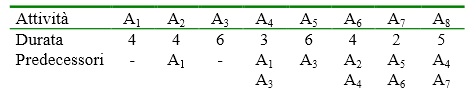 Attività A₁ A₂ A₃ A₄ A₅ A₆ A₇ A₈
Durata 4 4 6 3 6 4 2 5
Predecessori - A₁ - A₁ A₃ A₂ A₅ A₄
A₃ A₄ A₆ A₇